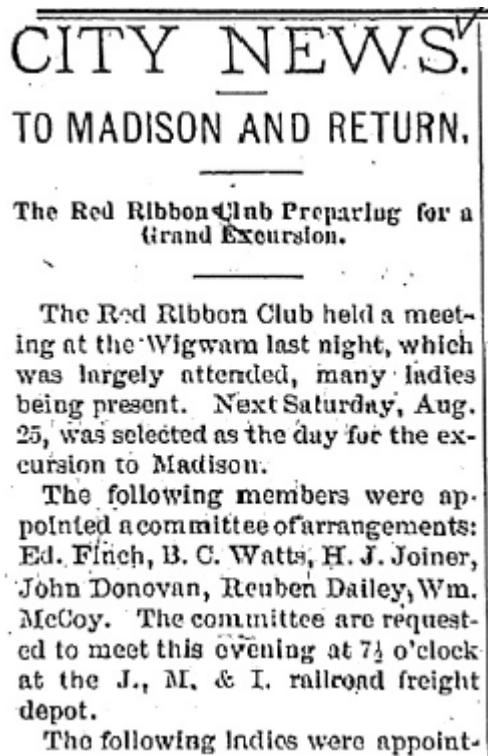 CITY NEWS.
TO MADISON AND RETURN.
The Red Ribbon Club Preparing for a
Grand Excursion.
The Red Ribbon Club held a meet-
ing at the Wigwam last night, which
was largely attended, many ladies
being present. Next Saturday, Aug.
25, was selected as the day for the ex-
cursion to Madison.
The following members were ap-
pointed a committee of arrangements:
Ed. Finch, B. C. Watts, H. J. Joiner,
John Donovan, Reuben Dailey, Wm.
McCoy. The committee are request-
ed to meet this evening at 7½ o'clock
at the J., M. & I. railroad freight
depot.
The following ladies were appoint-